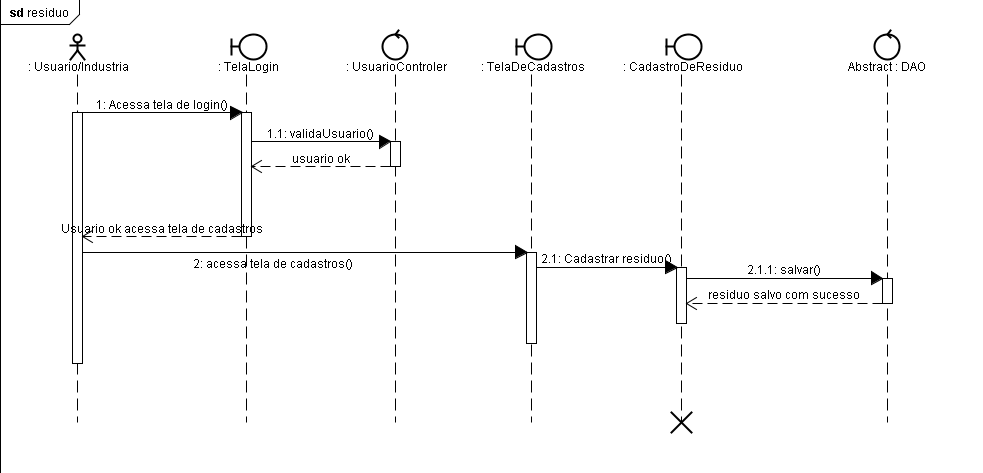 sd residuo
: Usuario/Industria
: TelaLogin
: UsuarioControler
: TelaDeCadastros
: CadastroDeResiduo
Abstract : DAO
1: Acessa tela de login()
1.1: validaUsuario()
usuario ok
Usuario ok acessa tela de cadastros
2: acessa tela de cadastros()
2.1: Cadastrar residuo()
2.1.1: salvar()
residuo salvo com sucesso